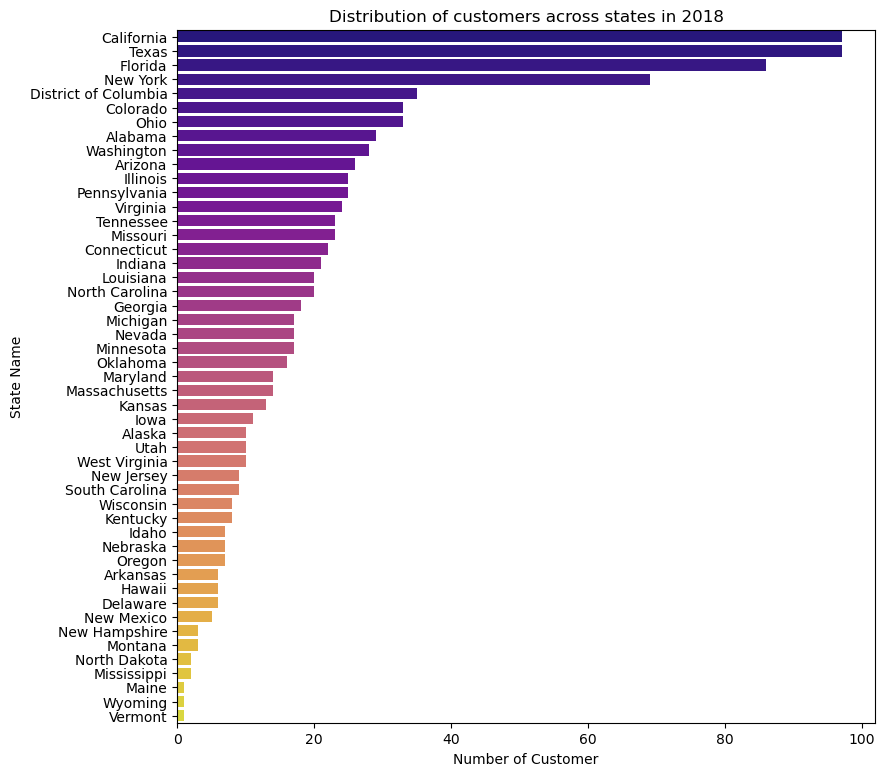 Distribution of customers across states in 2018
California
Texas
Florida
New York
District of Columbia
Colorado
Ohio
Alabama
Washington
Arizona
Illinois
Pennsylvania
Virginia
Tennessee
Missouri
Connecticut
Indiana
Louisiana
North Carolina
Georgia
Michigan
Nevada
Minnesota
Oklahoma
Maryland
Massachusetts
Kansas
Iowa
Alaska
Utah
West Virginia
New Jersey
South Carolina
Wisconsin
Kentucky
Idaho
Nebraska
Oregon
Arkansas
Hawaii
Delaware
New Mexico
New Hampshire
Montana
North Dakota
Mississippi
Maine
Wyoming
Vermont
State Name
0 20 40 60 80 100
Number of Customer